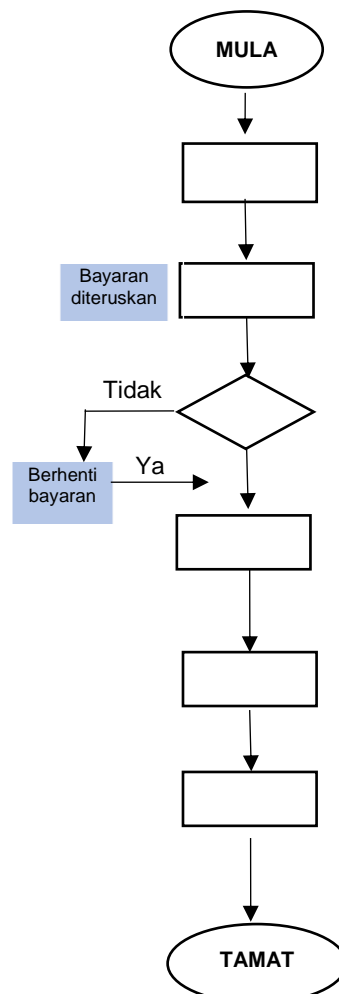 MULA
Bayaran
diteruskan
Tidak
Ya
Berhenti
bayaran
TAMAT